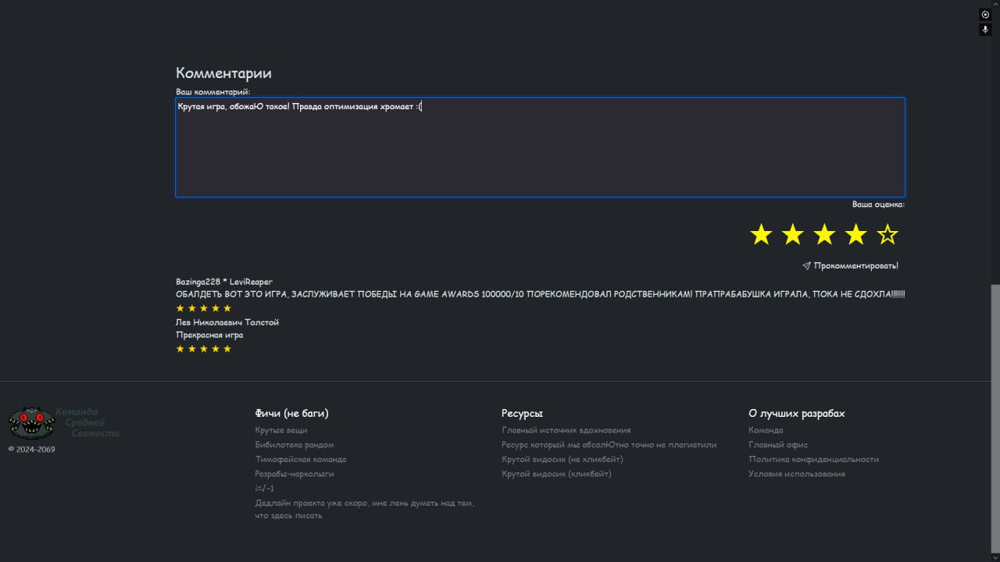 Комментарии
Ваш комментарий:
Крутая игра, обожаЮ такое! Правда оптимизация хромает :(
Ваша оценка:
Прокомментировать!
Bazinga228 * LeviReaper
ОБАЛДЕТЬ ВОТ ЭТО ИГРА, ЗАСЛУЖИВАЕТ ПОБЕДЫ НА GAME AWARDS 100000/10 ПОРЕКОМЕНДОВАЛ РОДСТВЕННИКАМ! ПРАПРАБАБУШКА ИГРАЛА, ПОКА НЕ СДОХЛА!!!!!!!
Лев Николаевич Толстой
Прекрасная игра
Команда
Средней
Свежести
© 2024-2069
Фичи (не баги)
Крутые вещи
Бибилотека рандом
Тимофейская команда
Разрабы-нарколыги
i=√-1
Дедлайн проекта уже скоро, мне лень думать над тем,
что здесь писать
Ресурсы
Главный источник вдохновения
Ресурс который мы абсолЮтно точно не плагиатили
Крутой видосик (не кликбейт)
Крутой видосик (кликбейт)
О лучших разрабах
Команда
Главный офис
Политика конфиденциальности
Условия использования